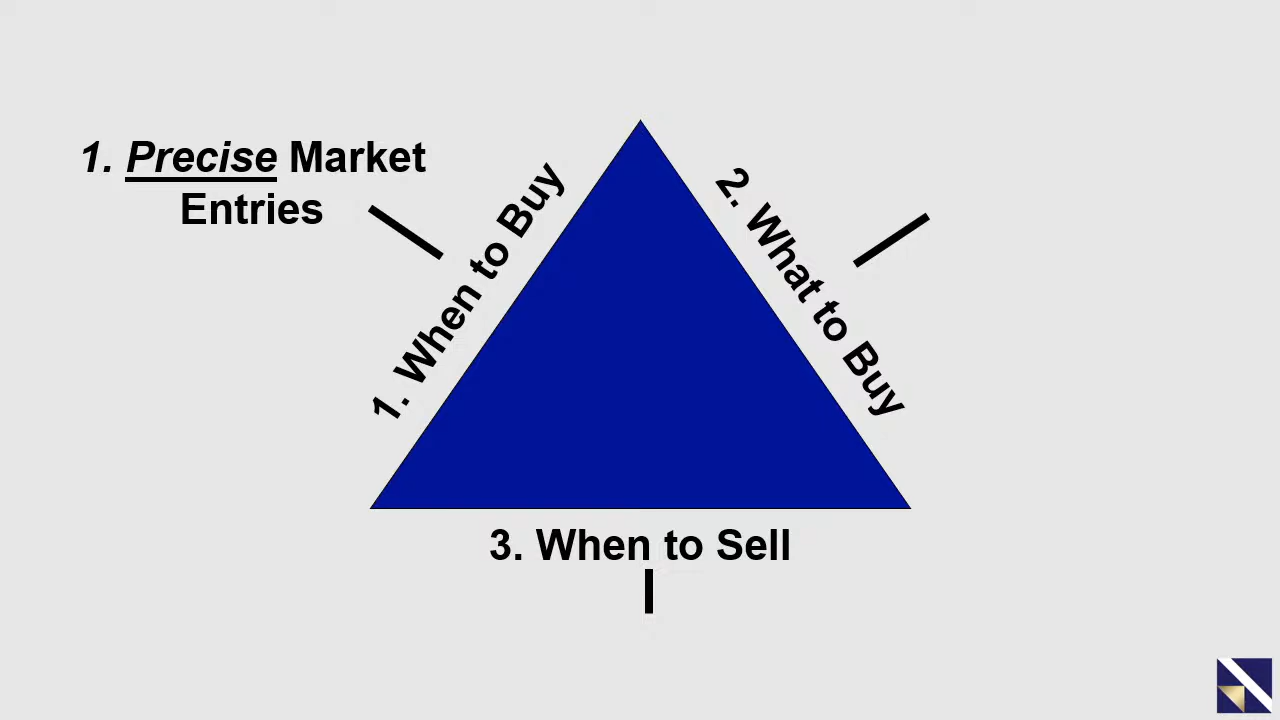 1. Precise Market
Entries
1. When to Buy
2. What to Buy
3. When to Sell